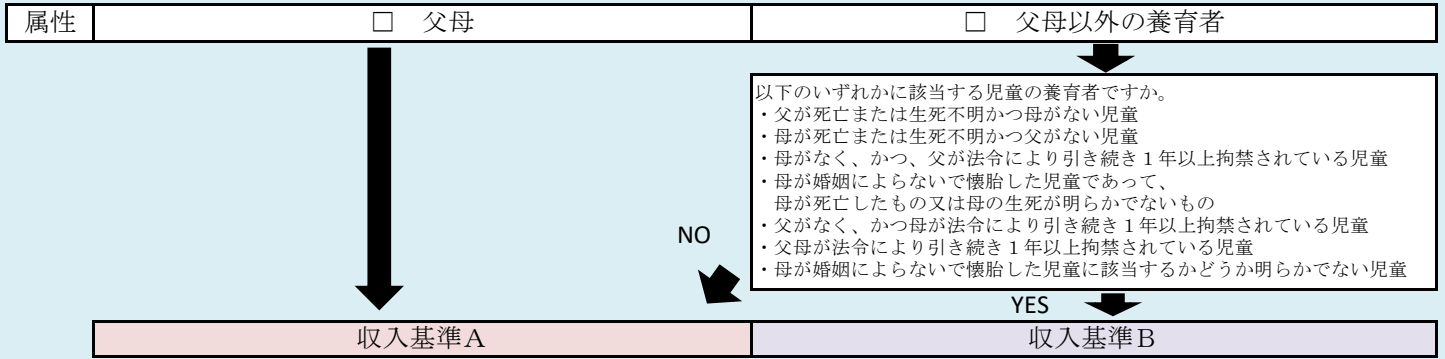 属性 □ 父母 □ 父母以外の養育者
以下のいずれかに該当する児童の養育者ですか。
・父が死亡または生死不明かつ母がない児童
・母が死亡または生死不明かつ父がない児童
・母がなく、かつ、父が法令により引き続き１年以上拘禁されている児童
・母が婚姻によらないで懐胎した児童であって、
母が死亡したもの又は母の生死が明らかでないもの
・父がなく、かつ母が法令により引き続き１年以上拘禁されている児童
・父母が法令により引き続き１年以上拘禁されている児童
・母が婚姻によらないで懐胎した児童に該当するかどうか明らかでない児童
NO
YES
収入基準Ａ 収入基準Ｂ